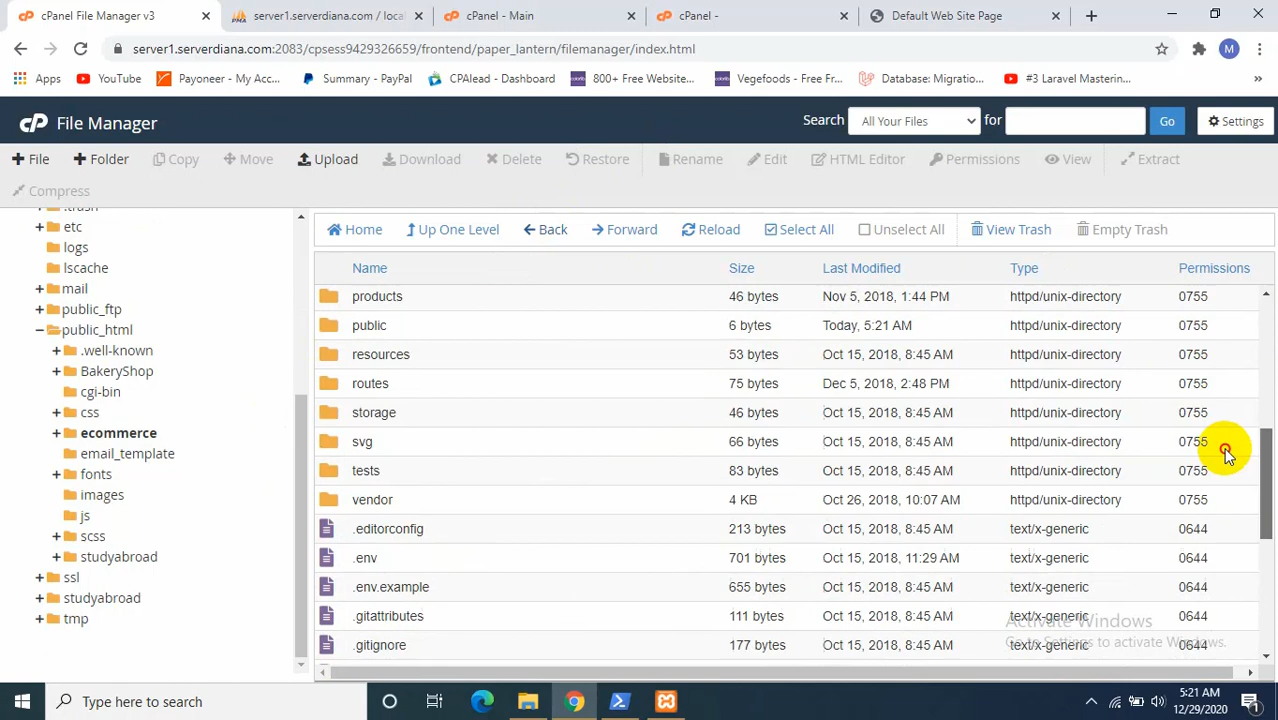 cPanel File Manager v3
server1.serverdiana.com / loca
cPanel - Main
cPanel -
Default Web Site Page
server1.serverdiana.com:2083/cpsess9429326659/frontend/paper_lantern/filemanager/index.html
M
Apps
YouTube
Payoneer - My Acc...
Summary - PayPal
CPAlead - Dashboard
800+ Free Website...
Vegefoods - Free Fr...
Database: Migratio...
#3 Laravel Masterin...
cP File Manager
Search All Your Files for Go Settings
File Folder Copy Move Upload Download Delete Restore Rename Edit HTML Editor Permissions View Extract
Compress
.trash
etc
logs
lscache
mail
public_ftp
public_html
.well-known
BakeryShop
cgi-bin
css
ecommerce
email_template
fonts
images
js
scss
studyabroad
ssl
studyabroad
tmp
Home Up One Level Back Forward Reload Select All Unselect All View Trash Empty Trash
Name Size Last Modified Type Permissions
products 46 bytes Nov 5, 2018, 1:44 PM httpd/unix-directory 0755
public 6 bytes Today, 5:21 AM httpd/unix-directory 0755
resources 53 bytes Oct 15, 2018, 8:45 AM httpd/unix-directory 0755
routes 75 bytes Dec 5, 2018, 2:48 PM httpd/unix-directory 0755
storage 46 bytes Oct 15, 2018, 8:45 AM httpd/unix-directory 0755
svg 66 bytes Oct 15, 2018, 8:45 AM httpd/unix-directory 0755
tests 83 bytes Oct 15, 2018, 8:45 AM httpd/unix-directory 0755
vendor 4 KB Oct 26, 2018, 10:07 AM httpd/unix-directory 0755
.editorconfig 213 bytes Oct 15, 2018, 8:45 AM text/x-generic 0644
.env 701 bytes Oct 15, 2018, 11:29 AM text/x-generic 0644
.env.example 655 bytes Oct 15, 2018, 8:45 AM text/x-generic 0644
.gitattributes 111 bytes Oct 15, 2018, 8:45 AM text/x-generic 0644
.gitignore 177 bytes Oct 15, 2018, 8:45 AM text/x-generic 0644
Activate Windows
Go to Settings to activate Windows.
Type here to search
5:21 AM
12/29/2020
1